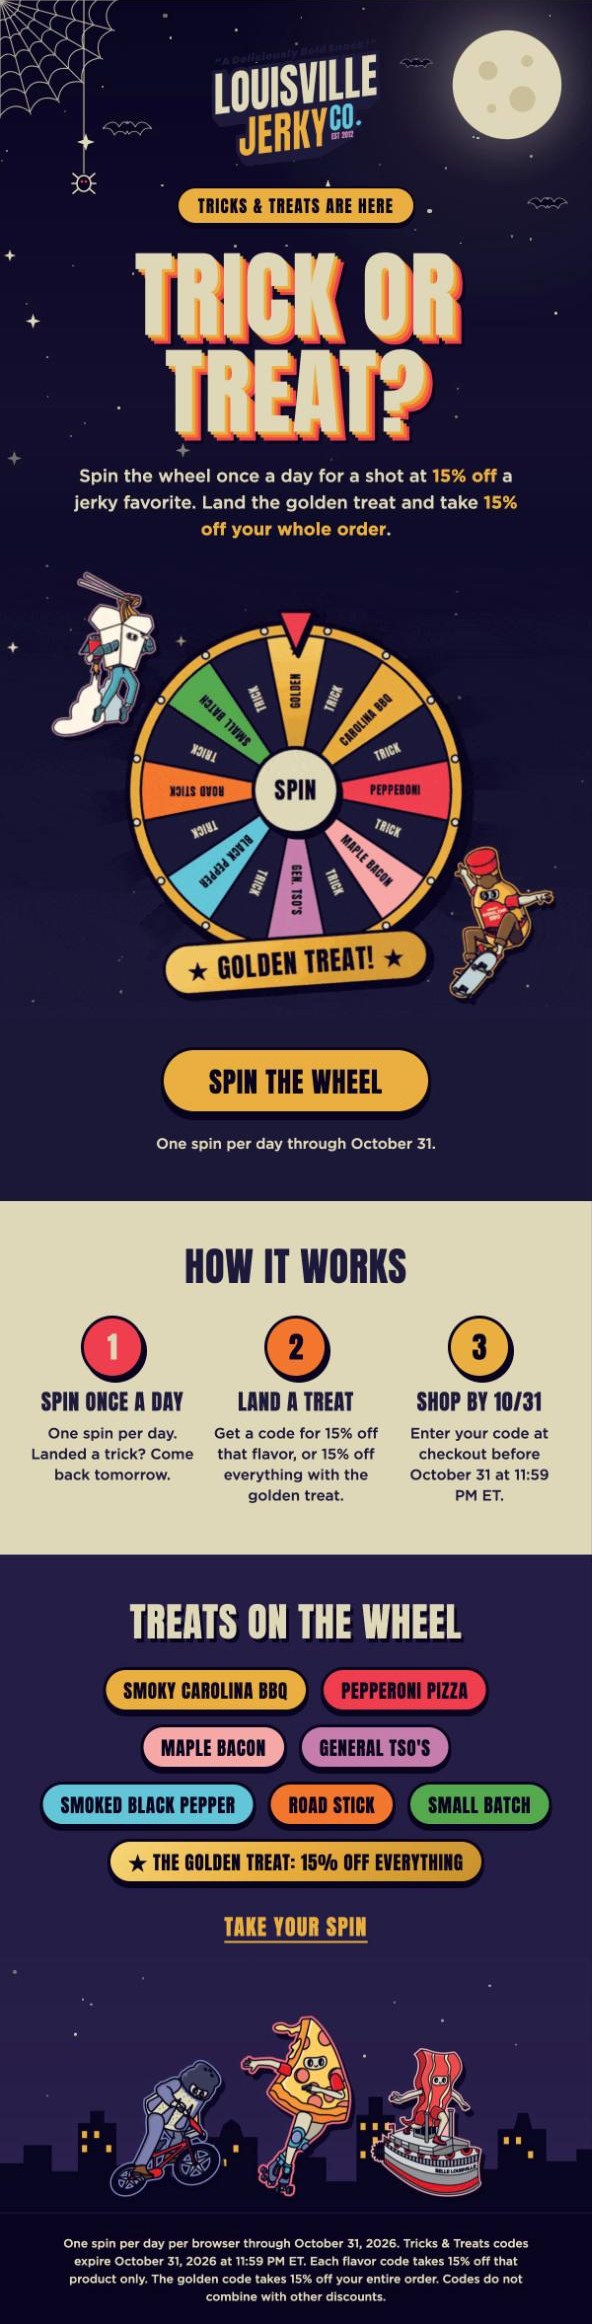 "A Deliciously Bold Snack!"
LOUISVILLE
JERKY CO.
EST 2012
TRICKS & TREATS ARE HERE
TRICK OR
TREAT?
Spin the wheel once a day for a shot at 15% off a
jerky favorite. Land the golden treat and take 15%
off your whole order.
GOLDEN
TRICK
CAROLINA BBQ
TRICK
PEPPERONI
TRICK
MAPLE BACON
TRICK
GEN. TSO'S
TRICK
BLACK PEPPER
TRICK
ROAD STICK
TRICK
SMALL BATCH
TRICK
SPIN
★ GOLDEN TREAT! ★
SPIN THE WHEEL
One spin per day through October 31.
HOW IT WORKS
1
SPIN ONCE A DAY
One spin per day.
Landed a trick? Come
back tomorrow.
2
LAND A TREAT
Get a code for 15% off
that flavor, or 15% off
everything with the
golden treat.
3
SHOP BY 10/31
Enter your code at
checkout before
October 31 at 11:59
PM ET.
TREATS ON THE WHEEL
SMOKY CAROLINA BBQ
PEPPERONI PIZZA
MAPLE BACON
GENERAL TSO'S
SMOKED BLACK PEPPER
ROAD STICK
SMALL BATCH
★ THE GOLDEN TREAT: 15% OFF EVERYTHING
TAKE YOUR SPIN
BELLE LOUISVILLE
One spin per day per browser through October 31, 2026. Tricks & Treats codes
expire October 31, 2026 at 11:59 PM ET. Each flavor code takes 15% off that
product only. The golden code takes 15% off your entire order. Codes do not
combine with other discounts.